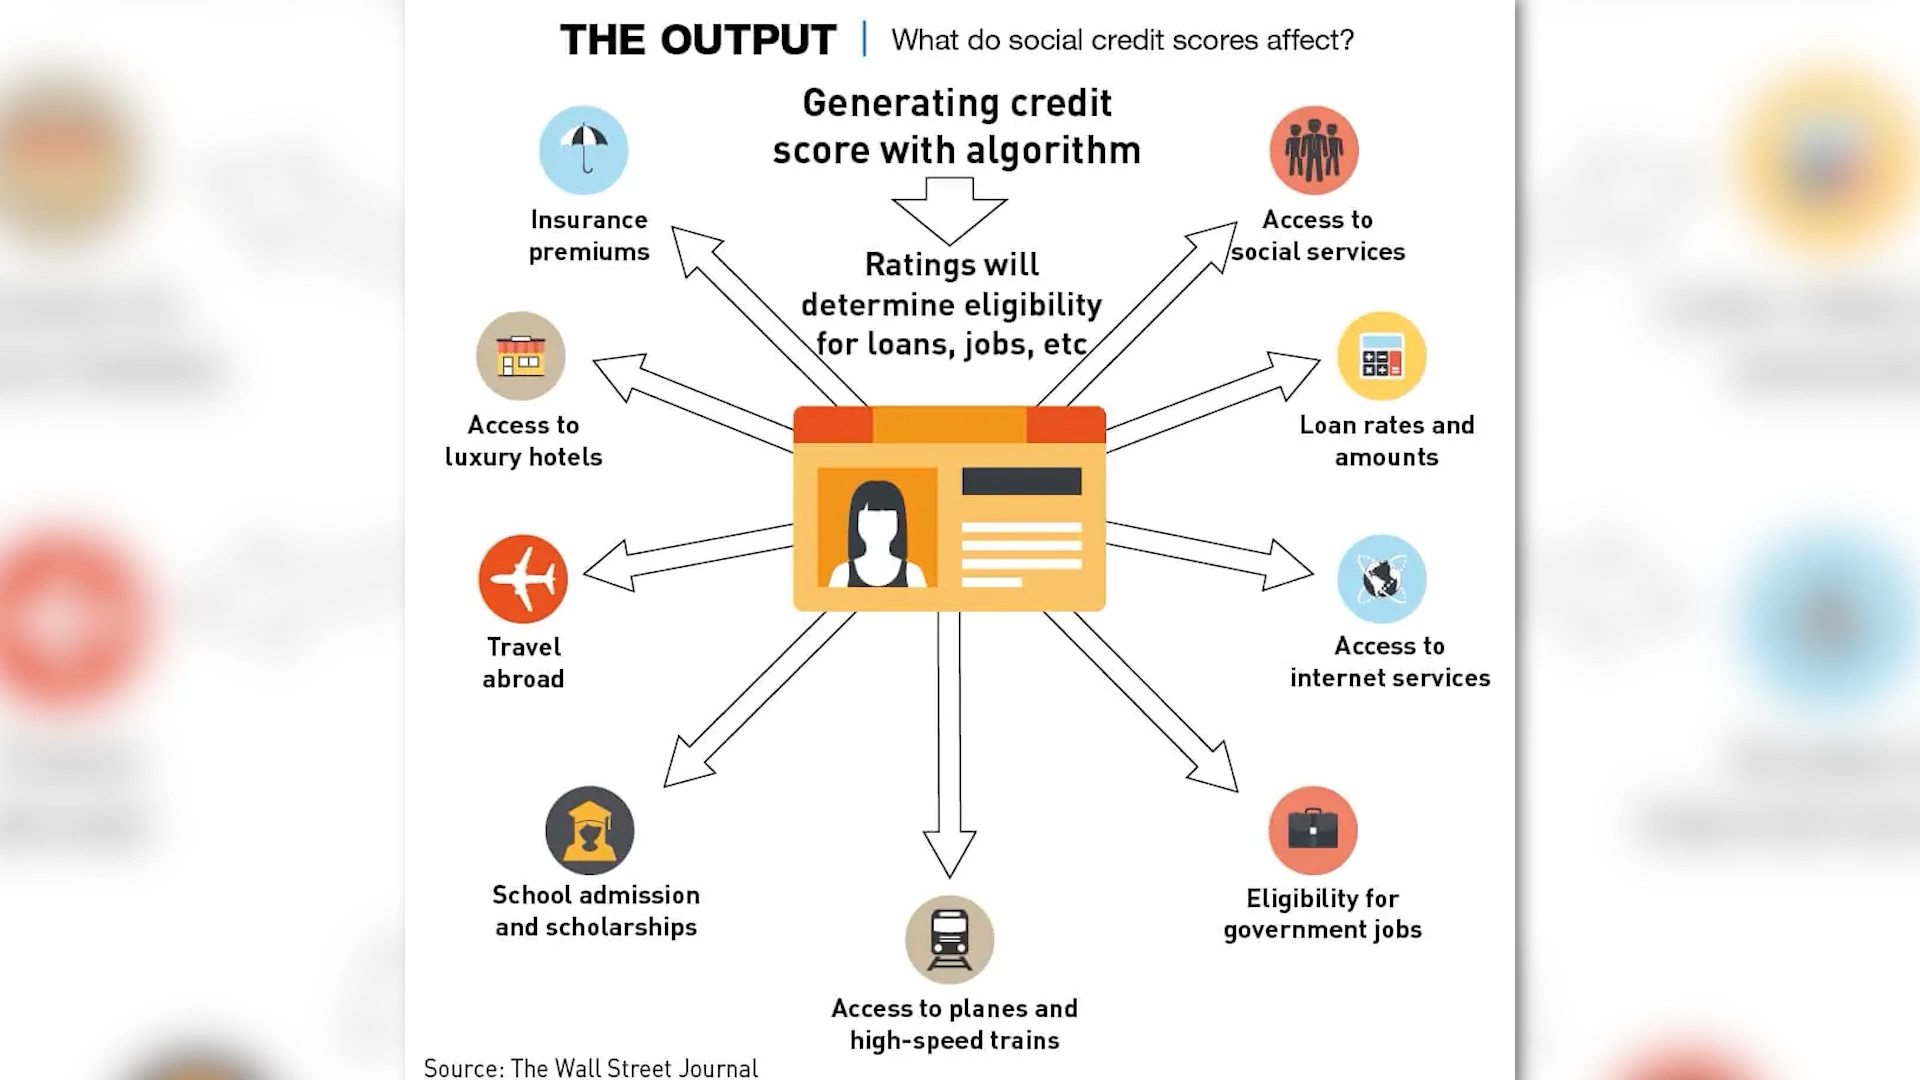 THE OUTPUT | What do social credit scores affect?
Generating credit
score with algorithm
Ratings will
determine eligibility
for loans, jobs, etc
Insurance
premiums
Access to
social services
Access to
luxury hotels
Loan rates and
amounts
Travel
abroad
Access to
internet services
School admission
and scholarships
Eligibility for
government jobs
Access to planes and
high-speed trains
Source: The Wall Street Journal